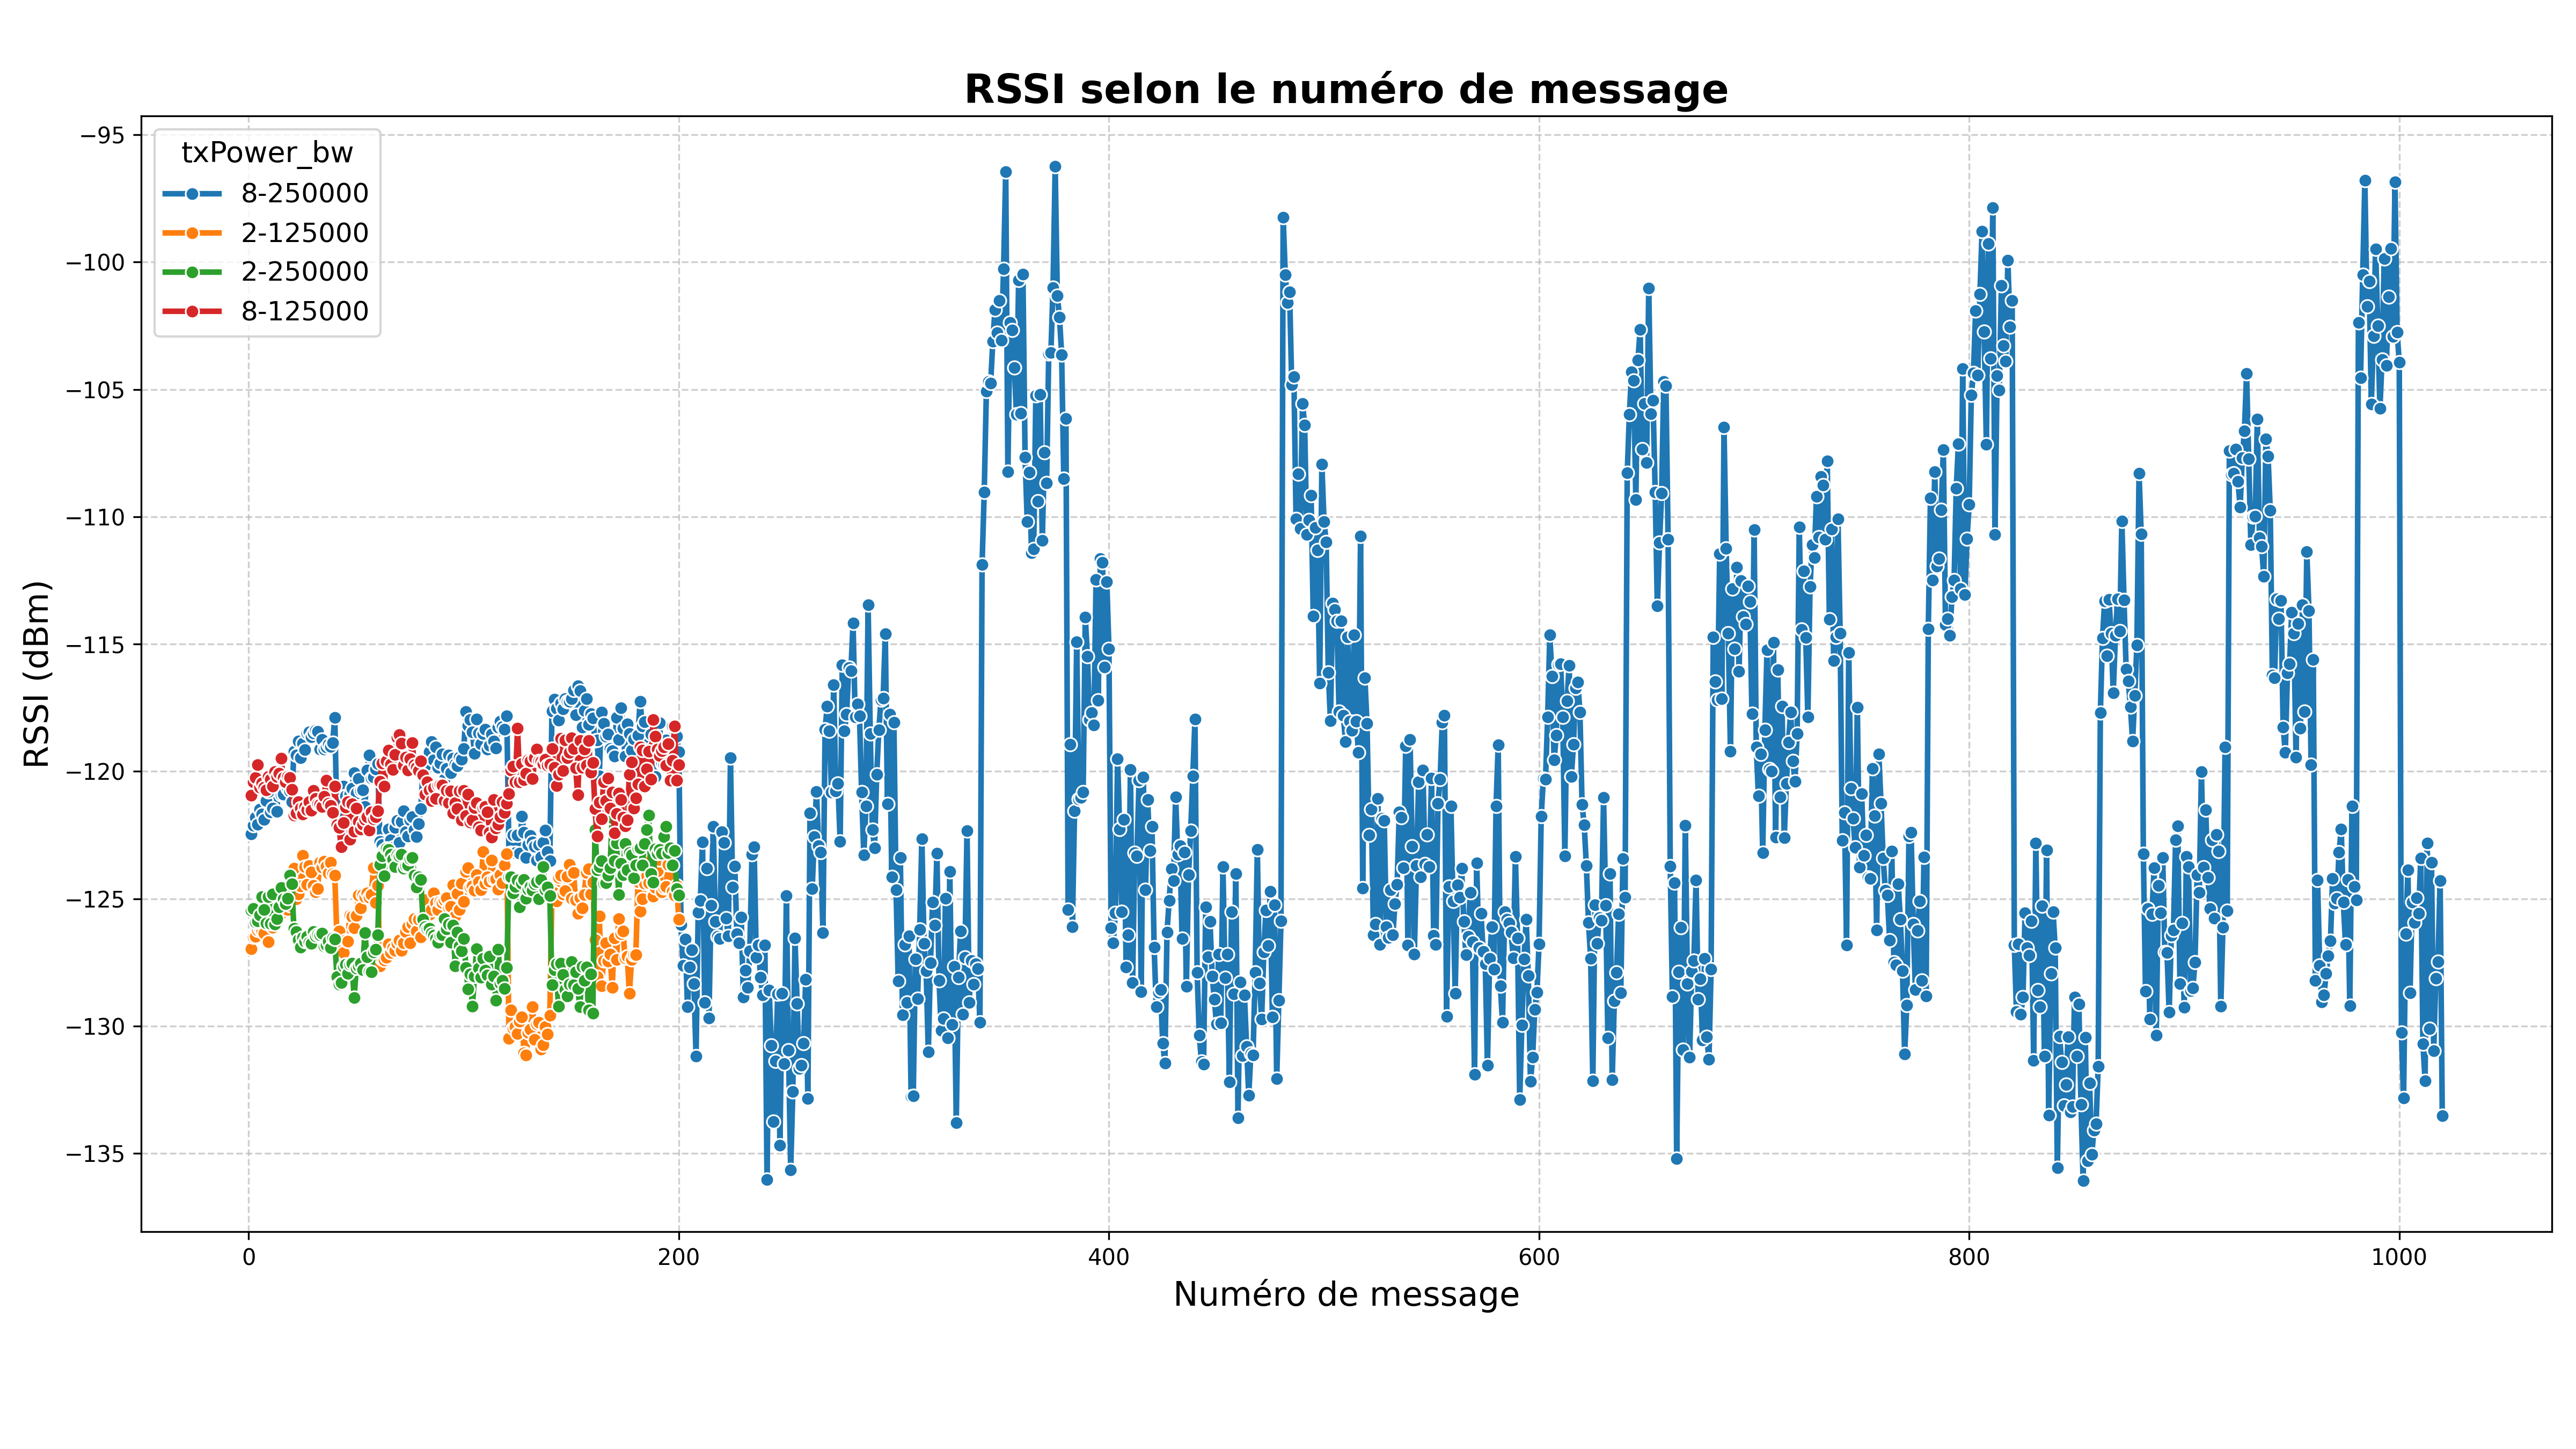 RSSI selon le numéro de message
txPower_bw
8-250000
2-125000
2-250000
8-125000
RSSI (dBm)
−95
−100
−105
−110
−115
−120
−125
−130
−135
0 200 400 600 800 1000
Numéro de message